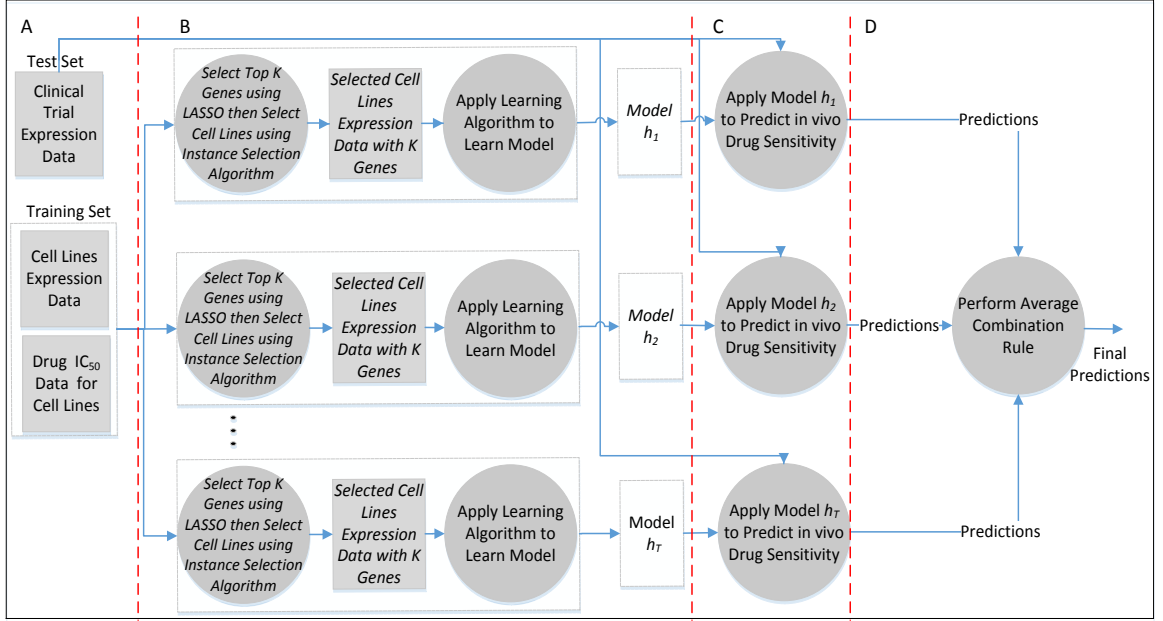 A
B
C
D
Test Set
Clinical
Trial
Expression
Data
Training Set
Cell Lines
Expression
Data
Drug IC50
Data for
Cell Lines
Select Top K
Genes using
LASSO then Select
Cell Lines using
Instance Selection
Algorithm
Selected Cell
Lines
Expression
Data with K
Genes
Apply Learning
Algorithm to
Learn Model
Model
h1
Apply Model h1
to Predict in vivo
Drug Sensitivity
Predictions
Select Top K
Genes using
LASSO then Select
Cell Lines using
Instance Selection
Algorithm
Selected Cell
Lines
Expression
Data with K
Genes
Apply Learning
Algorithm to
Learn Model
Model
h2
Apply Model h2
to Predict in vivo
Drug Sensitivity
Predictions
Select Top K
Genes using
LASSO then Select
Cell Lines using
Instance Selection
Algorithm
Selected Cell
Lines
Expression
Data with K
Genes
Apply Learning
Algorithm to
Learn Model
Model
hT
Apply Model hT
to Predict in vivo
Drug Sensitivity
Predictions
Perform Average
Combination
Rule
Final
Predictions